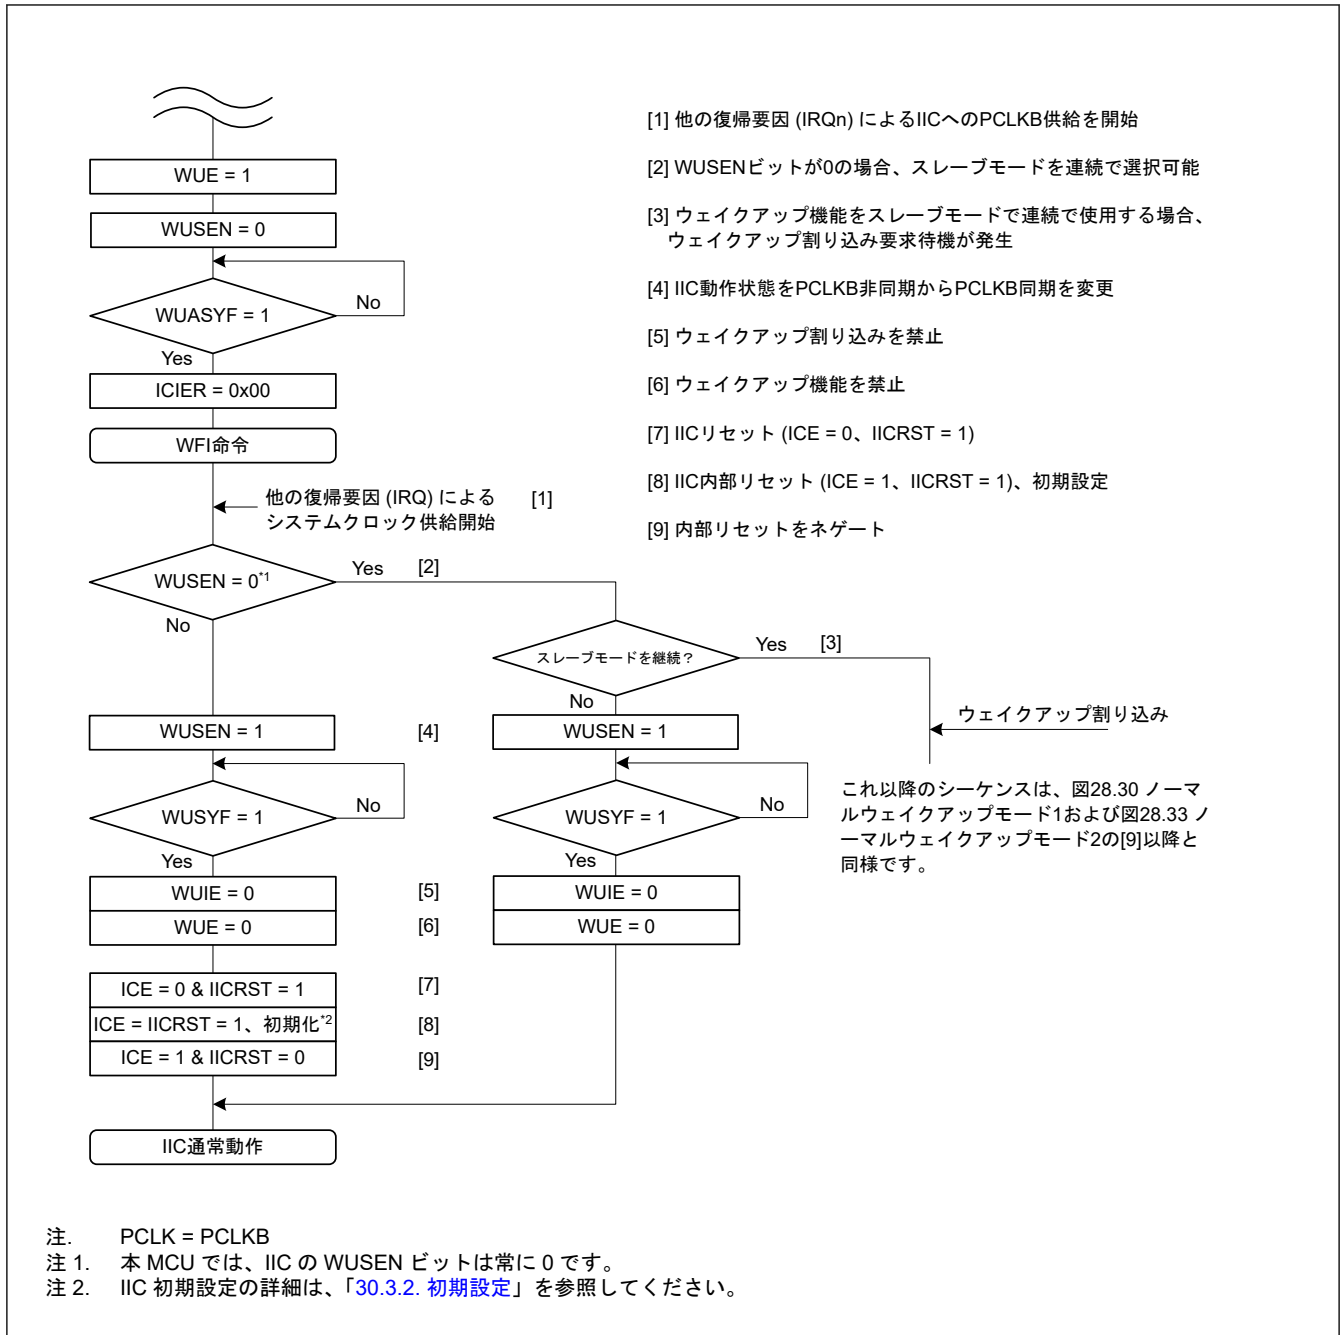 WUE = 1
WUSEN = 0
WUASYF = 1
No
Yes
ICIER = 0x00
WFI命令
他の復帰要因 (IRQ) による
システムクロック供給開始
[1]
WUSEN = 0*1
Yes
[2]
No
スレーブモードを継続？
Yes
[3]
No
ウェイクアップ割り込み
WUSEN = 1
[4]
WUSEN = 1
WUSYF = 1
No
Yes
WUSYF = 1
No
Yes
これ以降のシーケンスは、図28.30 ノーマ
ルウェイクアップモード1および図28.33 ノ
ーマルウェイクアップモード2の[9]以降と
同様です。
WUIE = 0
[5]
WUE = 0
[6]
WUIE = 0
WUE = 0
ICE = 0 & IICRST = 1
[7]
ICE = IICRST = 1、初期化*2
[8]
ICE = 1 & IICRST = 0
[9]
IIC通常動作
[1] 他の復帰要因 (IRQn) によるIICへのPCLKB供給を開始
[2] WUSENビットが0の場合、スレーブモードを連続で選択可能
[3] ウェイクアップ機能をスレーブモードで連続で使用する場合、
ウェイクアップ割り込み要求待機が発生
[4] IIC動作状態をPCLKB非同期からPCLKB同期を変更
[5] ウェイクアップ割り込みを禁止
[6] ウェイクアップ機能を禁止
[7] IICリセット (ICE = 0、IICRST = 1)
[8] IIC内部リセット (ICE = 1、IICRST = 1)、初期設定
[9] 内部リセットをネゲート
注. PCLK = PCLKB
注 1. 本 MCU では、IIC の WUSEN ビットは常に 0 です。
注 2. IIC 初期設定の詳細は、「30.3.2. 初期設定」を参照してください。